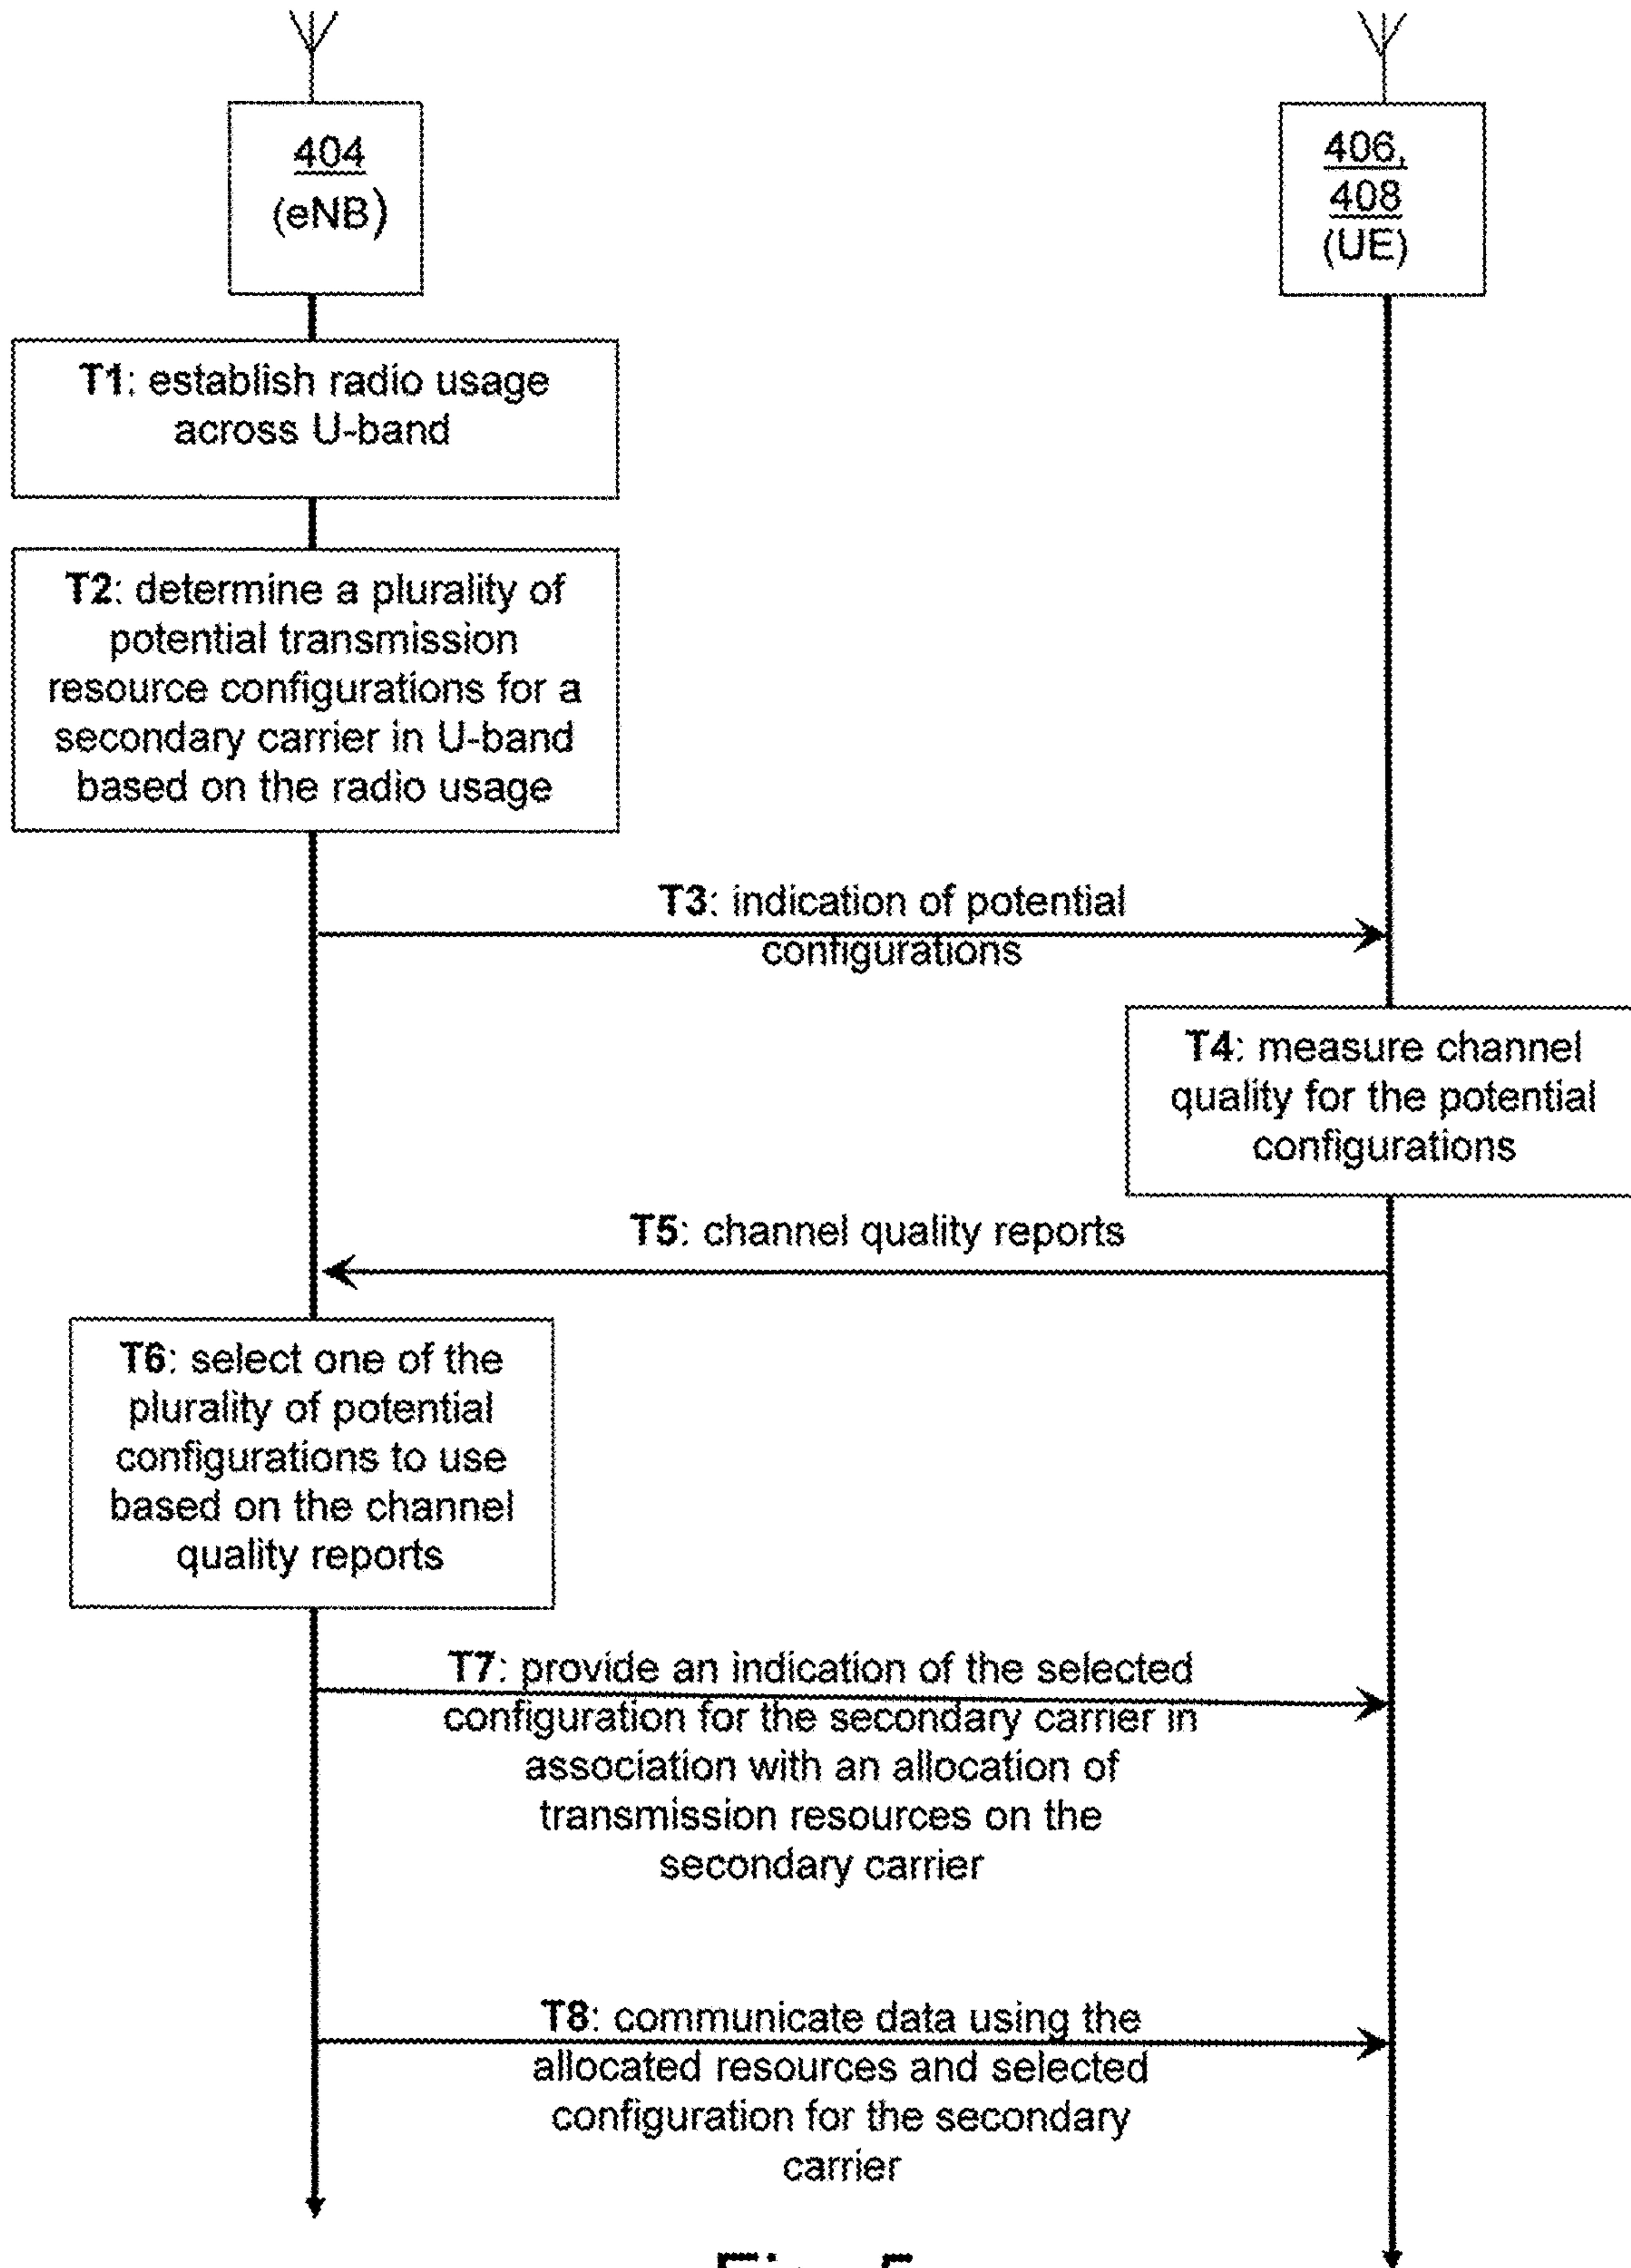 404
(eNB)
406,
408
(UE)
T1: establish radio usage
across U-band
T2: determine a plurality of
potential transmission
resource configurations for a
secondary carrier in U-band
based on the radio usage
T3: indication of potential
configurations
T4: measure channel
quality for the potential
configurations
T5: channel quality reports
T6: select one of the
plurality of potential
configurations to use
based on the channel
quality reports
T7: provide an indication of the selected
configuration for the secondary carrier in
association with an allocation of
transmission resources on the
secondary carrier
T8: communicate data using the
allocated resources and selected
configuration for the secondary
carrier